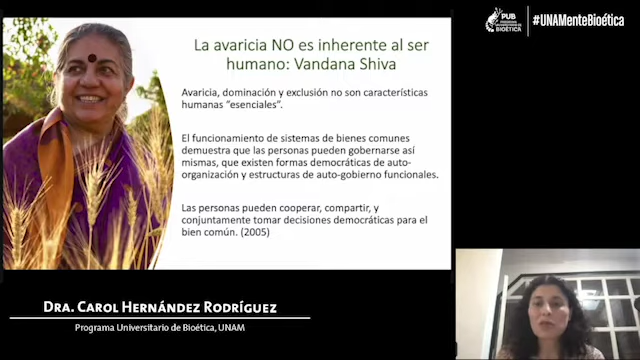 PUB
BIOÉTICA
#UNAMenteBioética
La avaricia NO es inherente al ser
humano: Vandana Shiva
Avaricia, dominación y exclusión no son características
humanas “esenciales”.
El funcionamiento de sistemas de bienes comunes
demuestra que las personas pueden gobernarse así
mismas, que existen formas democráticas de auto-
organización y estructuras de auto-gobierno funcionales.
Las personas pueden cooperar, compartir, y
conjuntamente tomar decisiones democráticas para el
bien común. (2005)
Dra. Carol Hernández Rodríguez
Programa Universitario de Bioética, UNAM